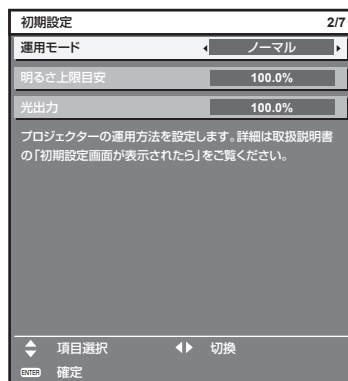 初期設定 2/7
運用モード ノーマル
明るさ上限目安 100.0%
光出力 100.0%
プロジェクターの運用方法を設定します。詳細は取扱説明書
の「初期設定画面が表示されたら」をご覧ください。
項目選択 切換
ENTER 確定